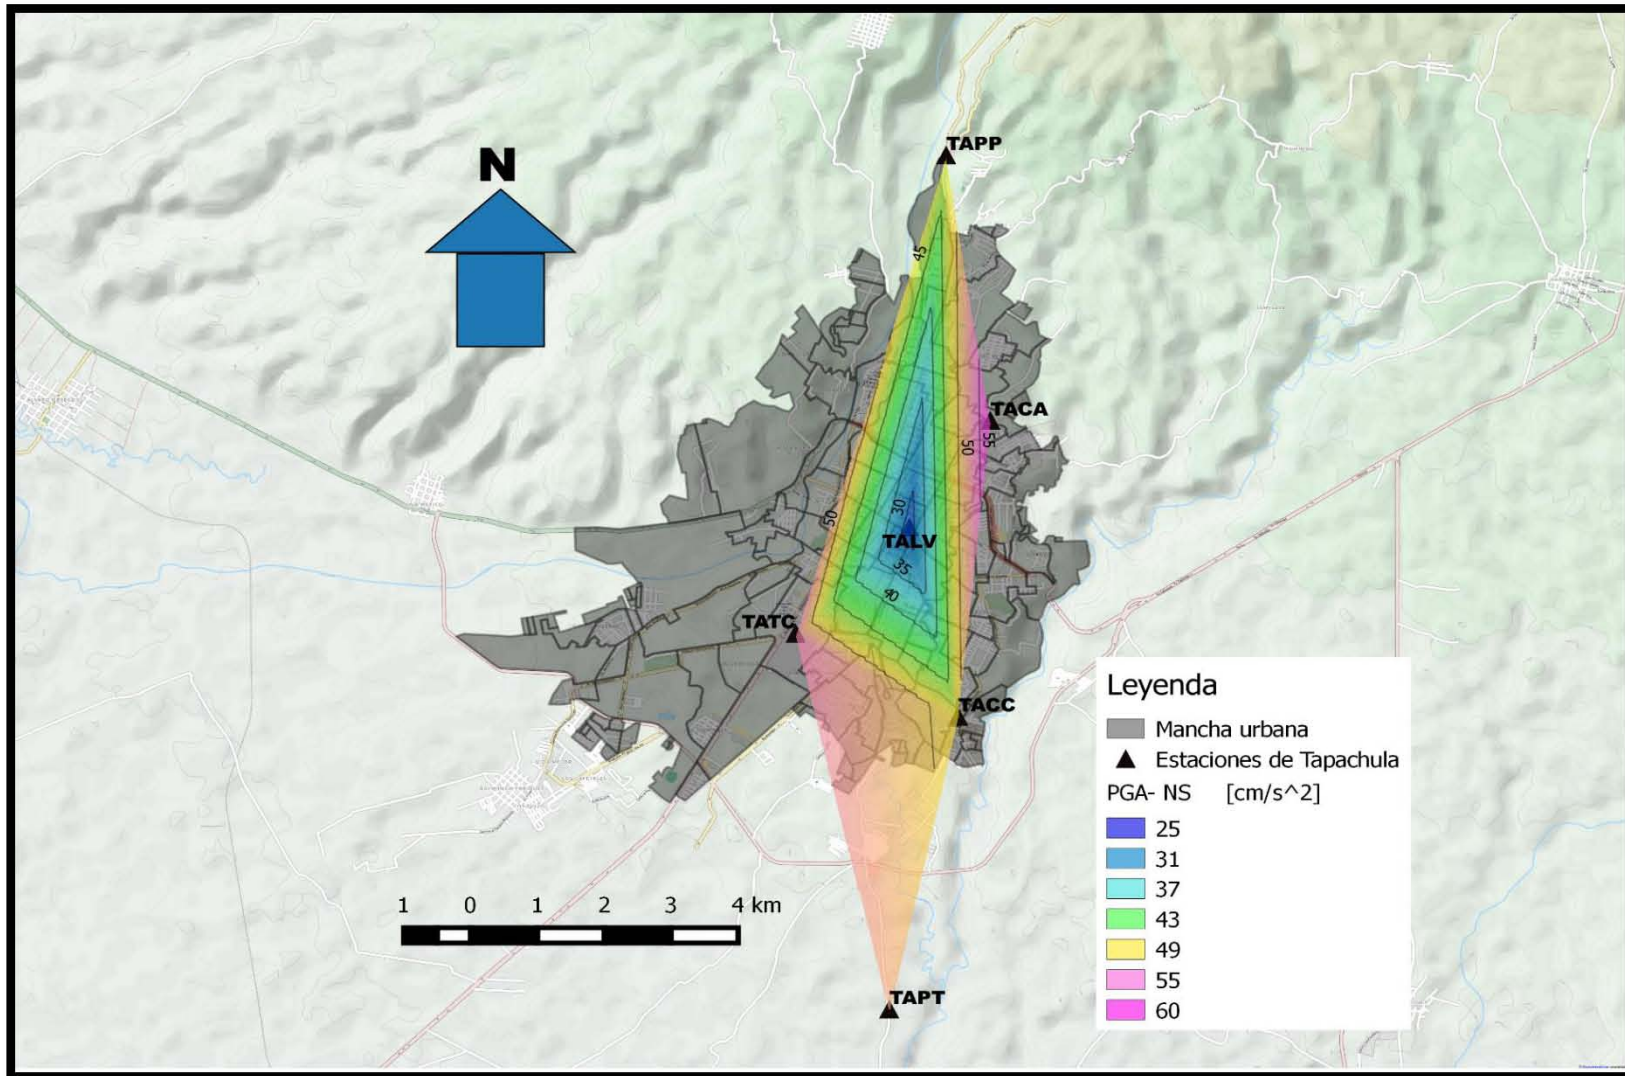 N
TAPP
45
TACA
50
55
50
30
TALV
35
40
TATC
TACC
TAPT
1 0 1 2 3 4 km
Leyenda
Mancha urbana
Estaciones de Tapachula
PGA- NS [cm/s^2]
25
31
37
43
49
55
60